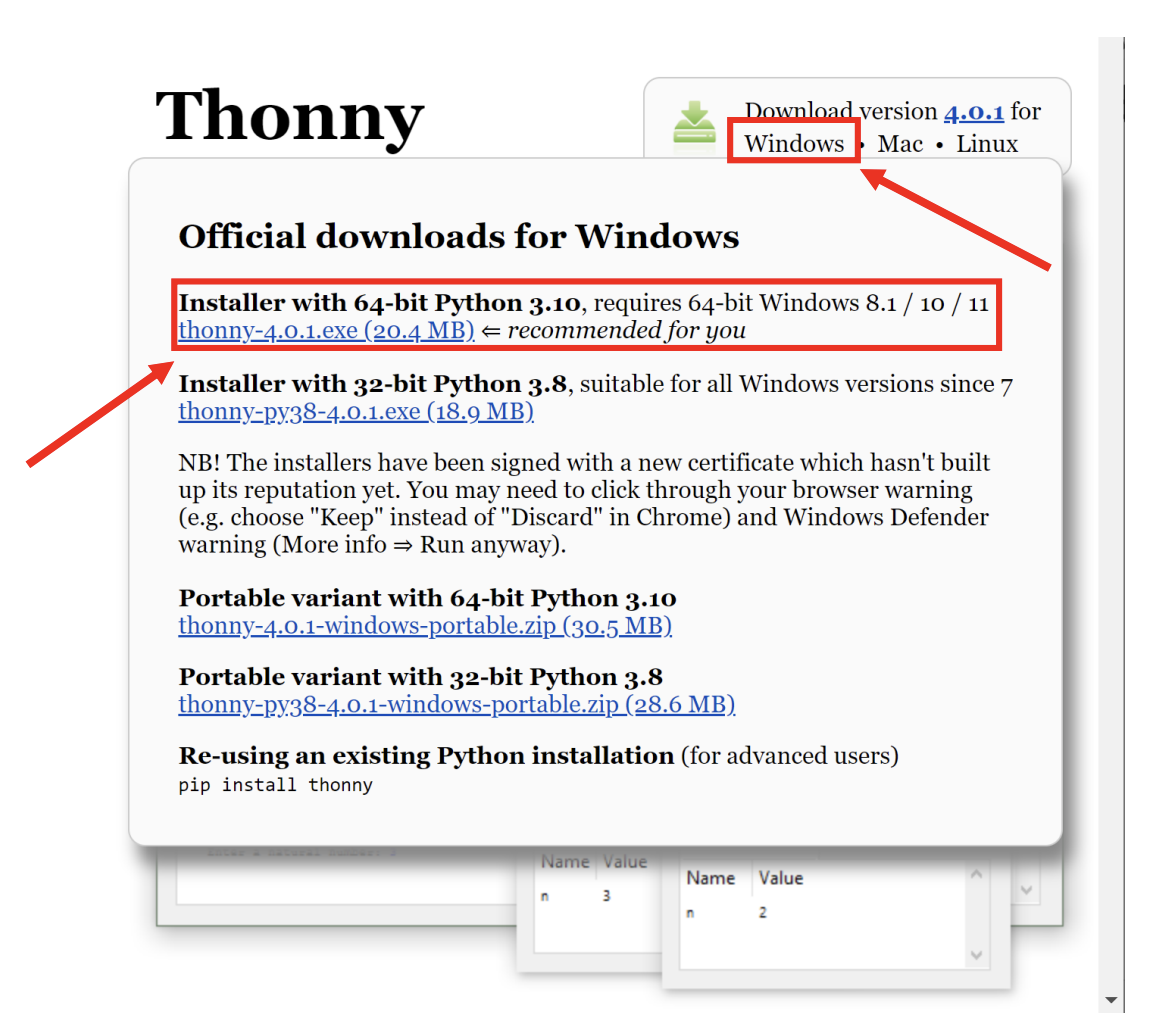 Thonny
Download version 4.0.1 for
Windows • Mac • Linux
Official downloads for Windows
Installer with 64-bit Python 3.10, requires 64-bit Windows 8.1 / 10 / 11
thonny-4.0.1.exe (20.4 MB) ⇐ recommended for you
Installer with 32-bit Python 3.8, suitable for all Windows versions since 7
thonny-py38-4.0.1.exe (18.9 MB)
NB! The installers have been signed with a new certificate which hasn't built
up its reputation yet. You may need to click through your browser warning
(e.g. choose "Keep" instead of "Discard" in Chrome) and Windows Defender
warning (More info ⇒ Run anyway).
Portable variant with 64-bit Python 3.10
thonny-4.0.1-windows-portable.zip (30.5 MB)
Portable variant with 32-bit Python 3.8
thonny-py38-4.0.1-windows-portable.zip (28.6 MB)
Re-using an existing Python installation (for advanced users)
pip install thonny
Name Value
n 3
Name Value
n 2